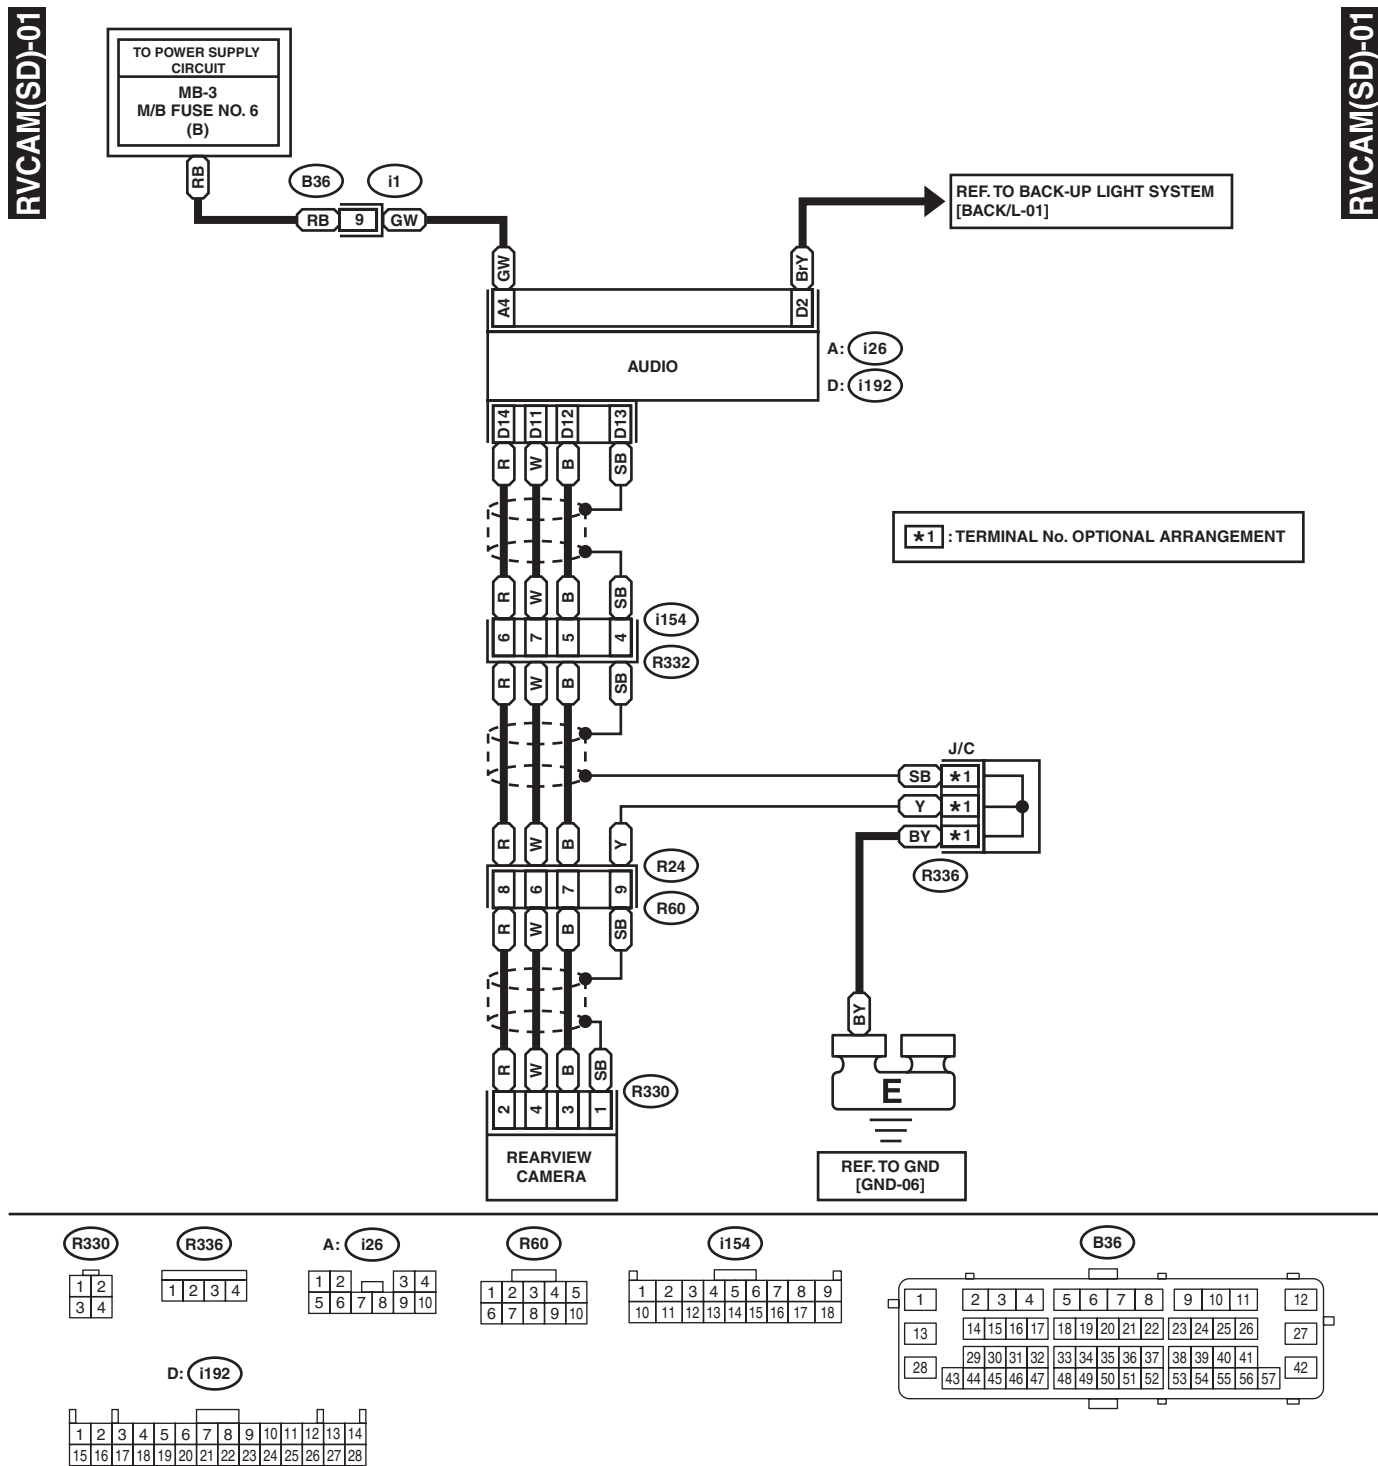 RVCAM(SD)-01
RVCAM(SD)-01
TO POWER SUPPLY
CIRCUIT
MB-3
M/B FUSE NO. 6
(B)
RB
B36
i1
RB 9 GW
REF. TO BACK-UP LIGHT SYSTEM
[BACK/L-01]
GW
BrY
A4
D2
AUDIO
A: i26
D: i192
D14 D11 D12 D13
R W B SB
*1 : TERMINAL No. OPTIONAL ARRANGEMENT
R W B SB
i154
6 7 5 4
R332
R W B SB
J/C
SB *1
Y *1
BY *1
R W B Y
R24
R336
8 6 7 9
R60
R W B SB
BY
R W B SB
R330
2 4 3 1
E
REARVIEW
CAMERA
REF. TO GND
[GND-06]
R330
1 2
3 4
R336
1 2 3 4
A: i26
1 2 3 4
5 6 7 8 9 10
R60
1 2 3 4 5
6 7 8 9 10
i154
1 2 3 4 5 6 7 8 9
10 11 12 13 14 15 16 17 18
B36
1 2 3 4 5 6 7 8 9 10 11 12
13 14 15 16 17 18 19 20 21 22 23 24 25 26 27
28 29 30 31 32 33 34 35 36 37 38 39 40 41 42
43 44 45 46 47 48 49 50 51 52 53 54 55 56 57
D: i192
1 2 3 4 5 6 7 8 9 10 11 12 13 14
15 16 17 18 19 20 21 22 23 24 25 26 27 28